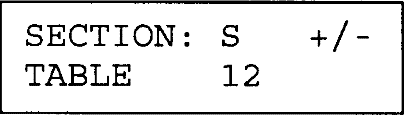 SECTION: S +/-
TABLE 12